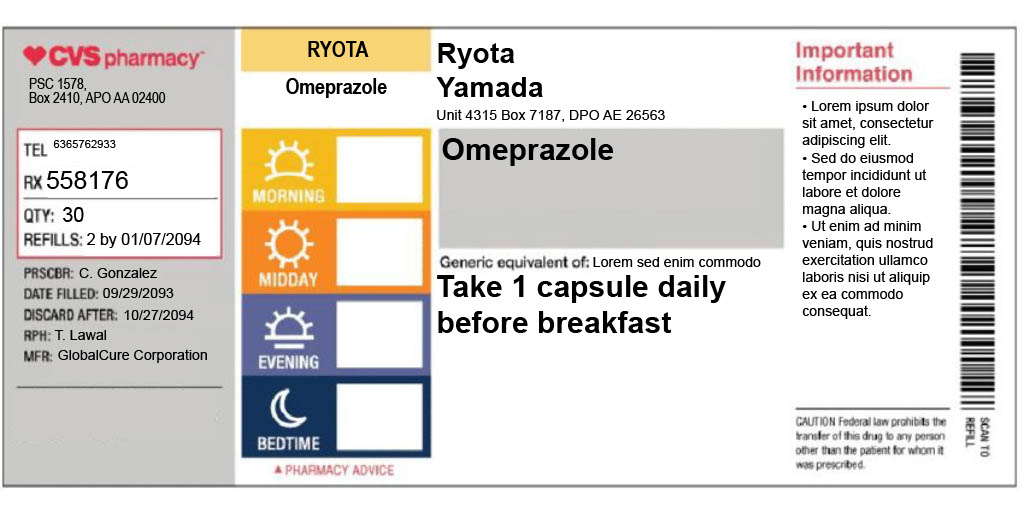 CVS pharmacy
PSC 1578,
Box 2410, APO AA 02400
TEL 6365762933
RX 558176
QTY: 30
REFILLS: 2 by 01/07/2094
PRSCBR: C. Gonzalez
DATE FILLED: 09/29/2093
DISCARD AFTER: 10/27/2094
RPH: T. Lawal
MFR: GlobalCure Corporation
RYOTA
Omeprazole
MORNING
MIDDAY
EVENING
BEDTIME
▲ PHARMACY ADVICE
Ryota
Yamada
Unit 4315 Box 7187, DPO AE 26563
Omeprazole
Generic equivalent of: Lorem sed enim commodo
Take 1 capsule daily
before breakfast
Important
Information
• Lorem ipsum dolor
sit amet, consectetur
adipiscing elit.
• Sed do eiusmod
tempor incididunt ut
labore et dolore
magna aliqua.
• Ut enim ad minim
veniam, quis nostrud
exercitation ullamco
laboris nisi ut aliquip
ex ea commodo
consequat.
CAUTION Federal law prohibits the
transfer of this drug to any person
other than the patient for whom it
was prescribed.
SCAN TO
REFILL